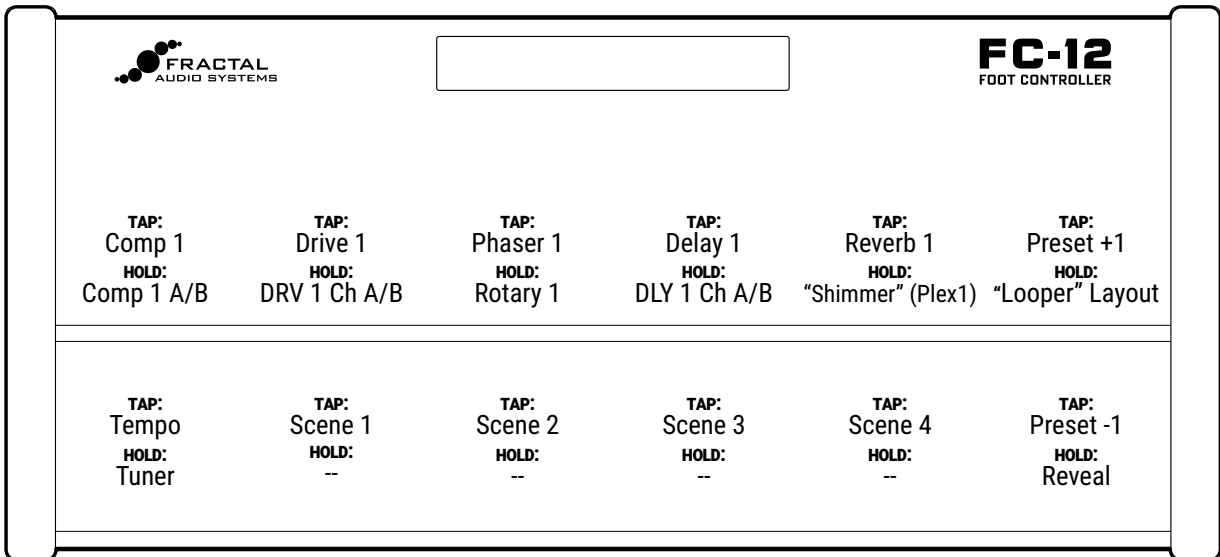 FRACTAL
AUDIO SYSTEMS
FC-12
FOOT CONTROLLER
TAP: TAP: TAP: TAP: TAP: TAP:
Comp 1 Drive 1 Phaser 1 Delay 1 Reverb 1 Preset +1
HOLD: HOLD: HOLD: HOLD: HOLD: HOLD:
Comp 1 A/B DRV 1 Ch A/B Rotary 1 DLY 1 Ch A/B “Shimmer” (Plex1) “Looper” Layout
TAP: TAP: TAP: TAP: TAP: TAP:
Tempo Scene 1 Scene 2 Scene 3 Scene 4 Preset -1
HOLD: HOLD: HOLD: HOLD: HOLD: HOLD:
Tuner -- -- -- -- Reveal